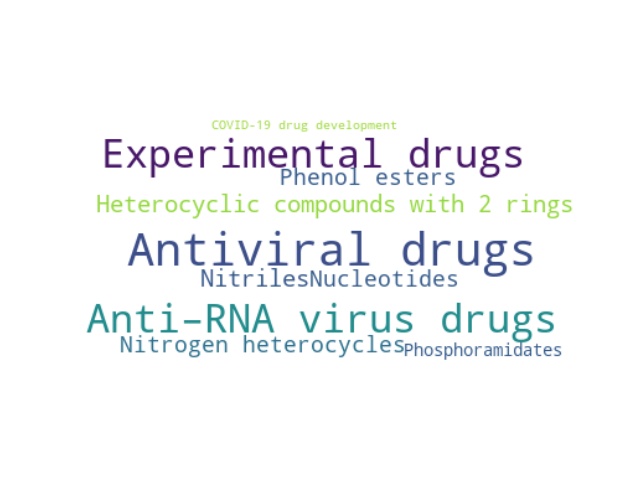 COVID-19 drug development
Experimental drugs
Phenol esters
Heterocyclic compounds with 2 rings
Antiviral drugs
NitrilesNucleotides
Anti–RNA virus drugs
Nitrogen heterocycles
Phosphoramidates